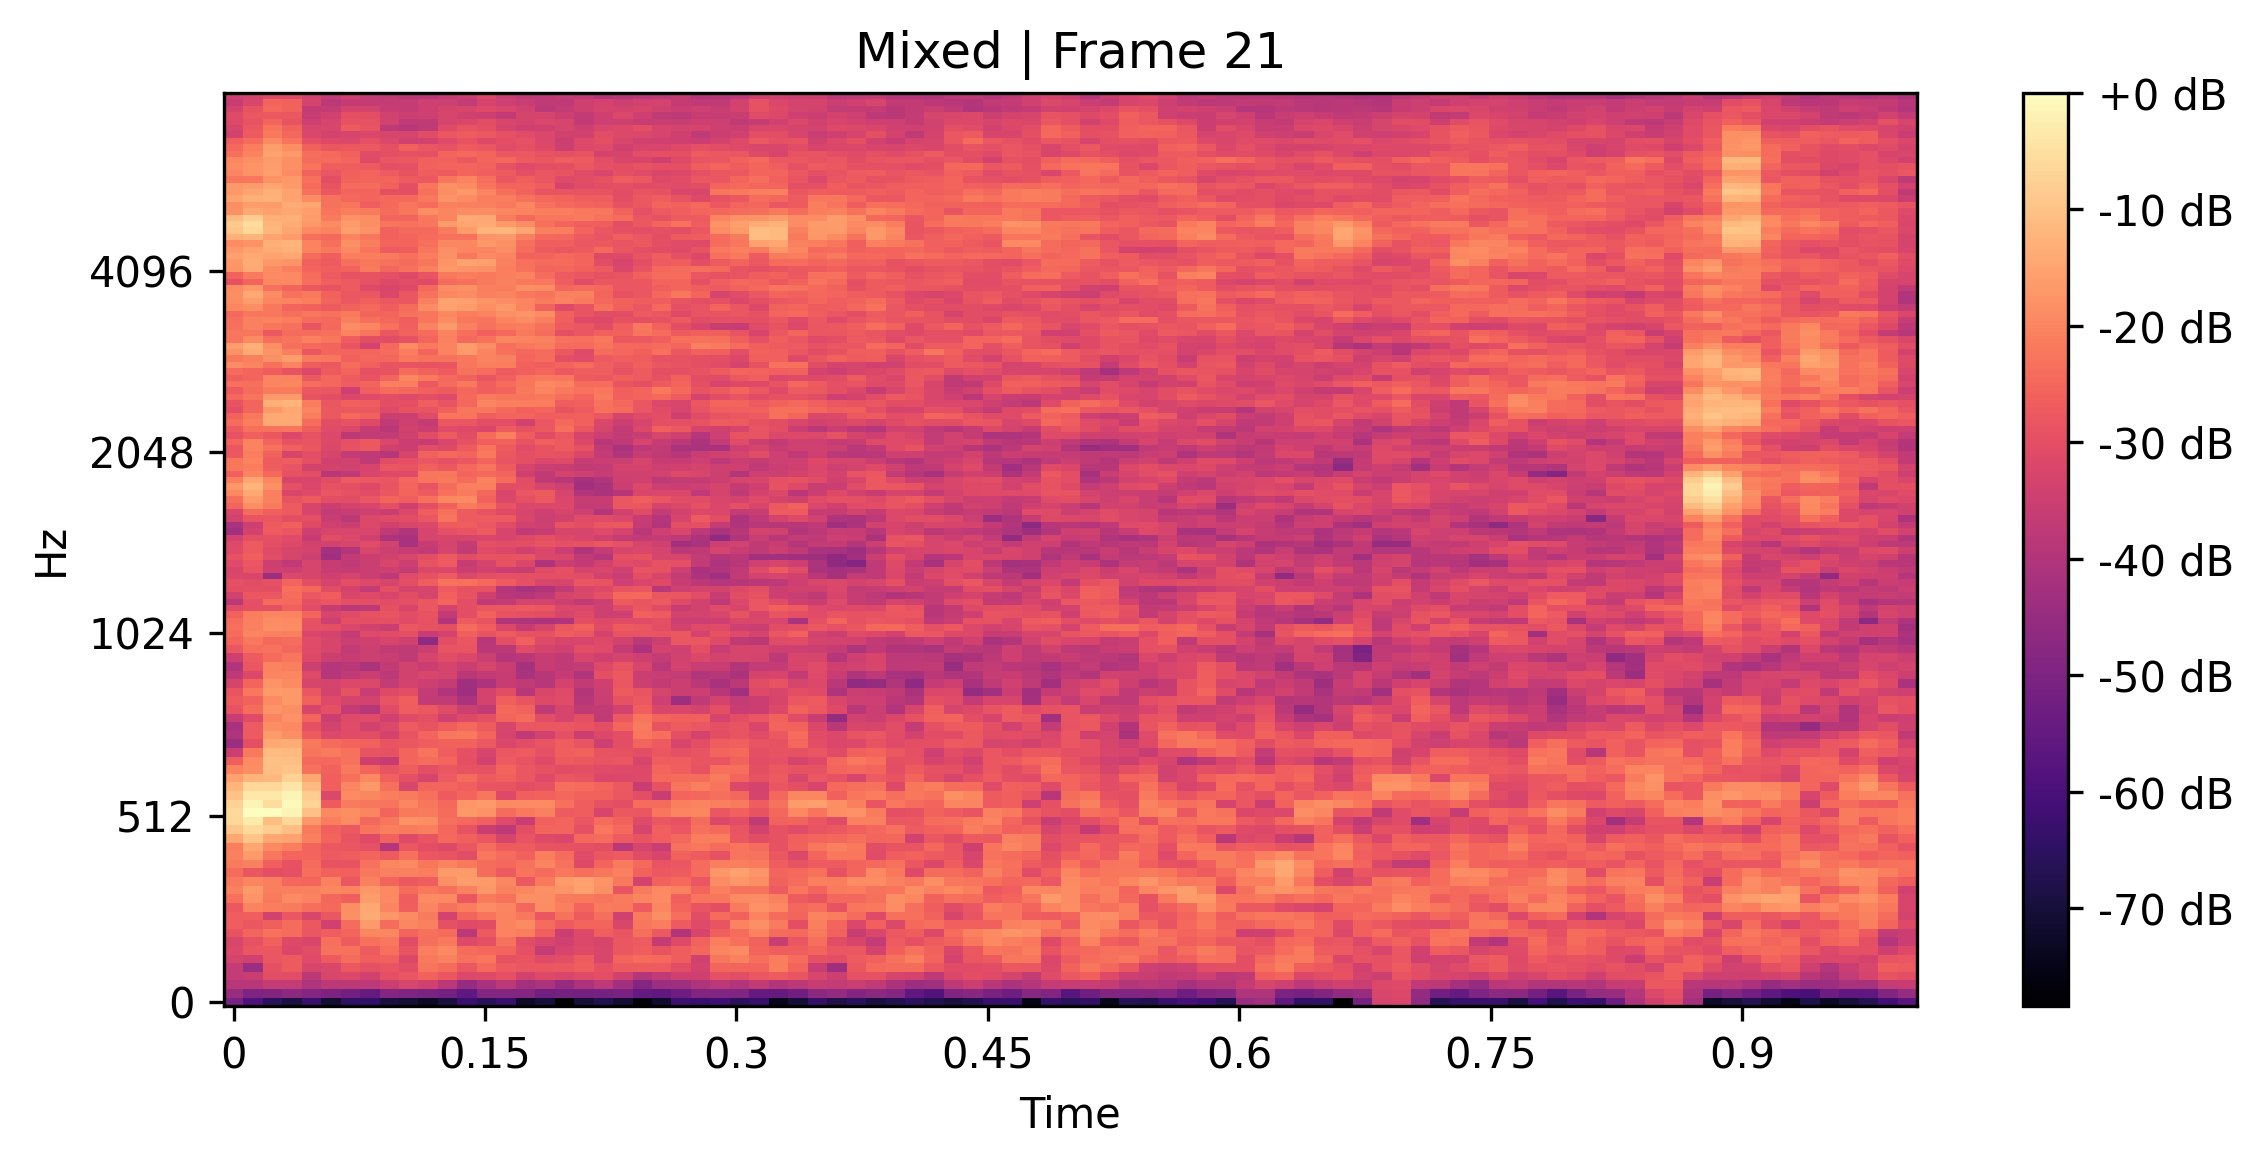 Mixed | Frame 21
+0 dB
-10 dB
-20 dB
-30 dB
-40 dB
-50 dB
-60 dB
-70 dB
Hz
4096
2048
1024
512
0
0 0.15 0.3 0.45 0.6 0.75 0.9
Time